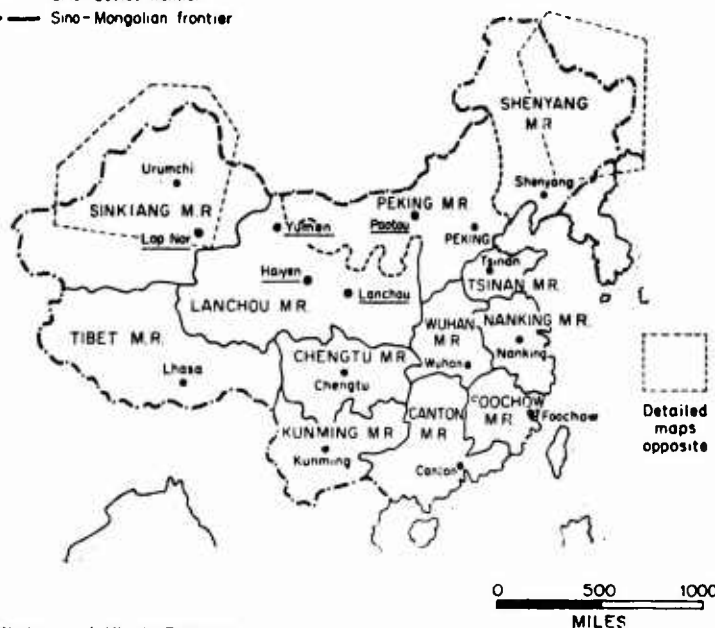 Sino-Mongolian frontier
SHENYANG
M.R.
Urumchi
Shenyang
SINKIANG M.R.
PEKING M.R.
Lop Nor
Yumen
Paotou
PEKING
Tsinan
Haiyen
TSINAN M.R.
Lanchou
LANCHOU M.R.
NANKING M.R.
WUHAN
M.R.
TIBET M.R.
CHENGTU M.R.
Nanking
Wuhan
Lhasa
Chengtu
FOOCHOW
M.R.
CANTON
M.R.
Foochow
Detailed
maps
opposite
KUNMING M.R.
Kunming
Canton
0 500 1000
MILES